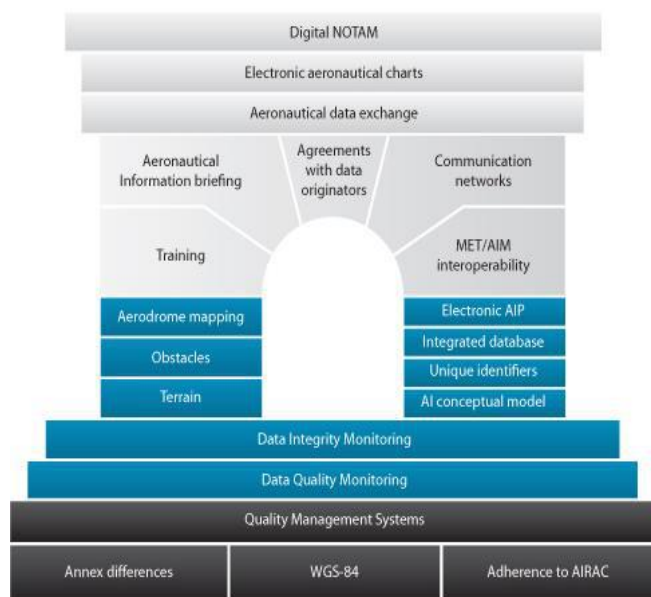 Digital NOTAM
Electronic aeronautical charts
Aeronautical data exchange
Aeronautical
Information briefing
Agreements
with data
originators
Communication
networks
Training
MET/AIM
interoperability
Aerodrome mapping
Obstacles
Terrain
Electronic AIP
Integrated database
Unique identifiers
AI conceptual model
Data Integrity Monitoring
Data Quality Monitoring
Quality Management Systems
Annex differences
WGS-84
Adherence to AIRAC